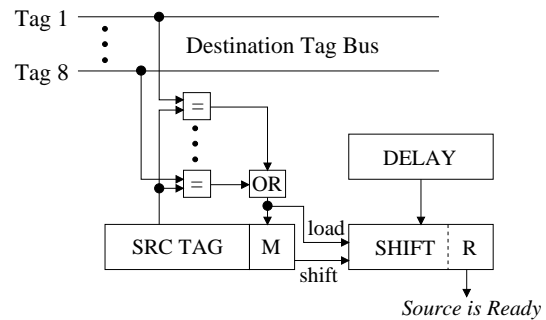 Tag 1
Destination Tag Bus
Tag 8
=
=
OR
DELAY
load
SRC TAG M
SHIFT R
shift
Source is Ready